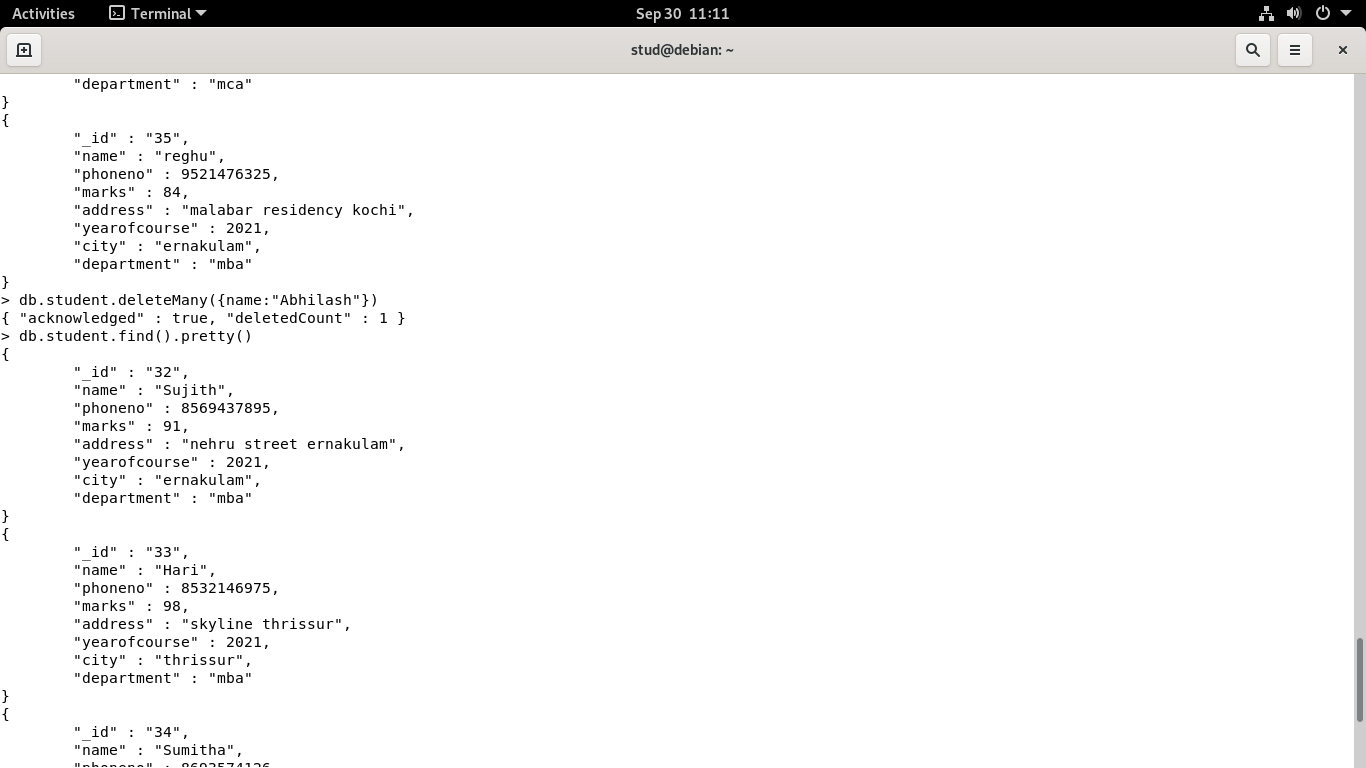 Activities Terminal Sep 30 11:11
stud@debian: ~
"department" : "mca"
}
{
"_id" : "35",
"name" : "reghu",
"phoneno" : 9521476325,
"marks" : 84,
"address" : "malabar residency kochi",
"yearofcourse" : 2021,
"city" : "ernakulam",
"department" : "mba"
}
> db.student.deleteMany({name:"Abhilash"})
{ "acknowledged" : true, "deletedCount" : 1 }
> db.student.find().pretty()
{
"_id" : "32",
"name" : "Sujith",
"phoneno" : 8569437895,
"marks" : 91,
"address" : "nehru street ernakulam",
"yearofcourse" : 2021,
"city" : "ernakulam",
"department" : "mba"
}
{
"_id" : "33",
"name" : "Hari",
"phoneno" : 8532146975,
"marks" : 98,
"address" : "skyline thrissur",
"yearofcourse" : 2021,
"city" : "thrissur",
"department" : "mba"
}
{
"_id" : "34",
"name" : "Sumitha",
"phoneno" :